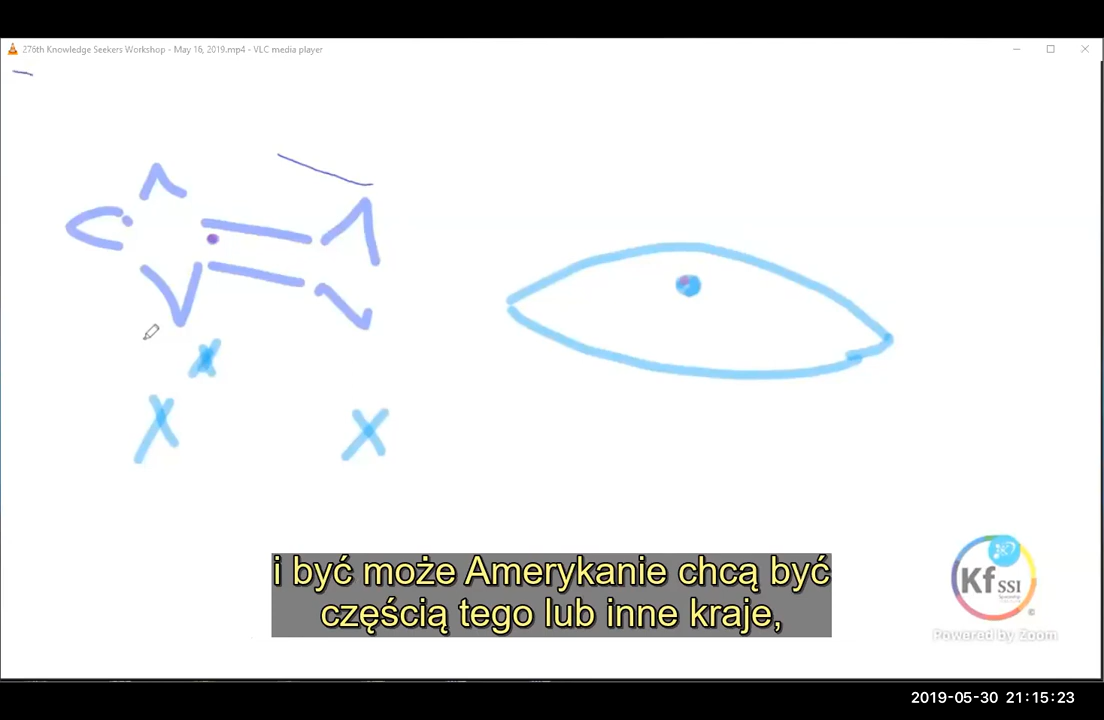 276th Knowledge Seekers Workshop - May 16, 2019.mp4 - VLC media player
X
X
X
i być może Amerykanie chcą być
częścią tego lub inne kraje,
Kf SSI
Powered by Zoom
2019-05-30 21:15:23